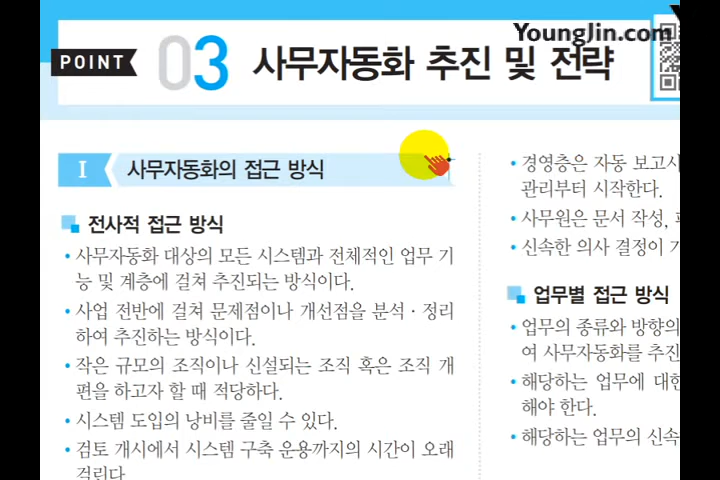 YoungJin.com
POINT 03 사무자동화 추진 및 전략
I 사무자동화의 접근 방식
전사적 접근 방식
• 사무자동화 대상의 모든 시스템과 전체적인 업무 기
능 및 계층에 걸쳐 추진되는 방식이다.
• 사업 전반에 걸쳐 문제점이나 개선점을 분석 · 정리
하여 추진하는 방식이다.
• 작은 규모의 조직이나 신설되는 조직 혹은 조직 개
편을 하고자 할 때 적당하다.
• 시스템 도입의 낭비를 줄일 수 있다.
• 검토 개시에서 시스템 구축 운용까지의 시간이 오래
걸린다
• 경영층은 자동 보고시
관리부터 시작한다.
• 사무원은 문서 작성,
• 신속한 의사 결정이
업무별 접근 방식
• 업무의 종류와 방향의
여 사무자동화를 추진
• 해당하는 업무에 대한
해야 한다.
• 해당하는 업무의 신속